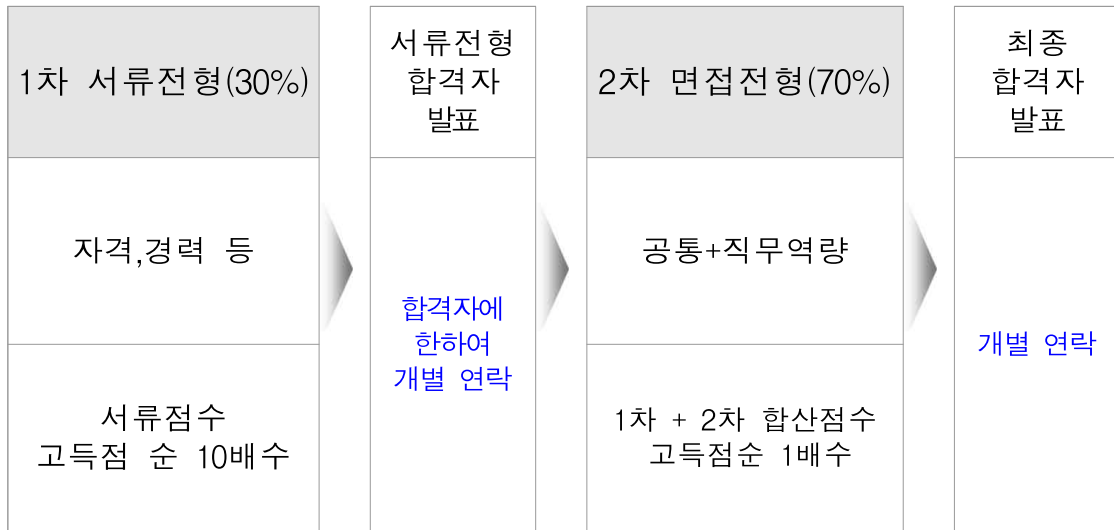 1차 서류전형(30%)
자격,경력 등
서류점수
고득점 순 10배수
서류전형
합격자
발표
합격자에
한하여
개별 연락
2차 면접전형(70%)
공통+직무역량
1차 + 2차 합산점수
고득점순 1배수
최종
합격자
발표
개별 연락